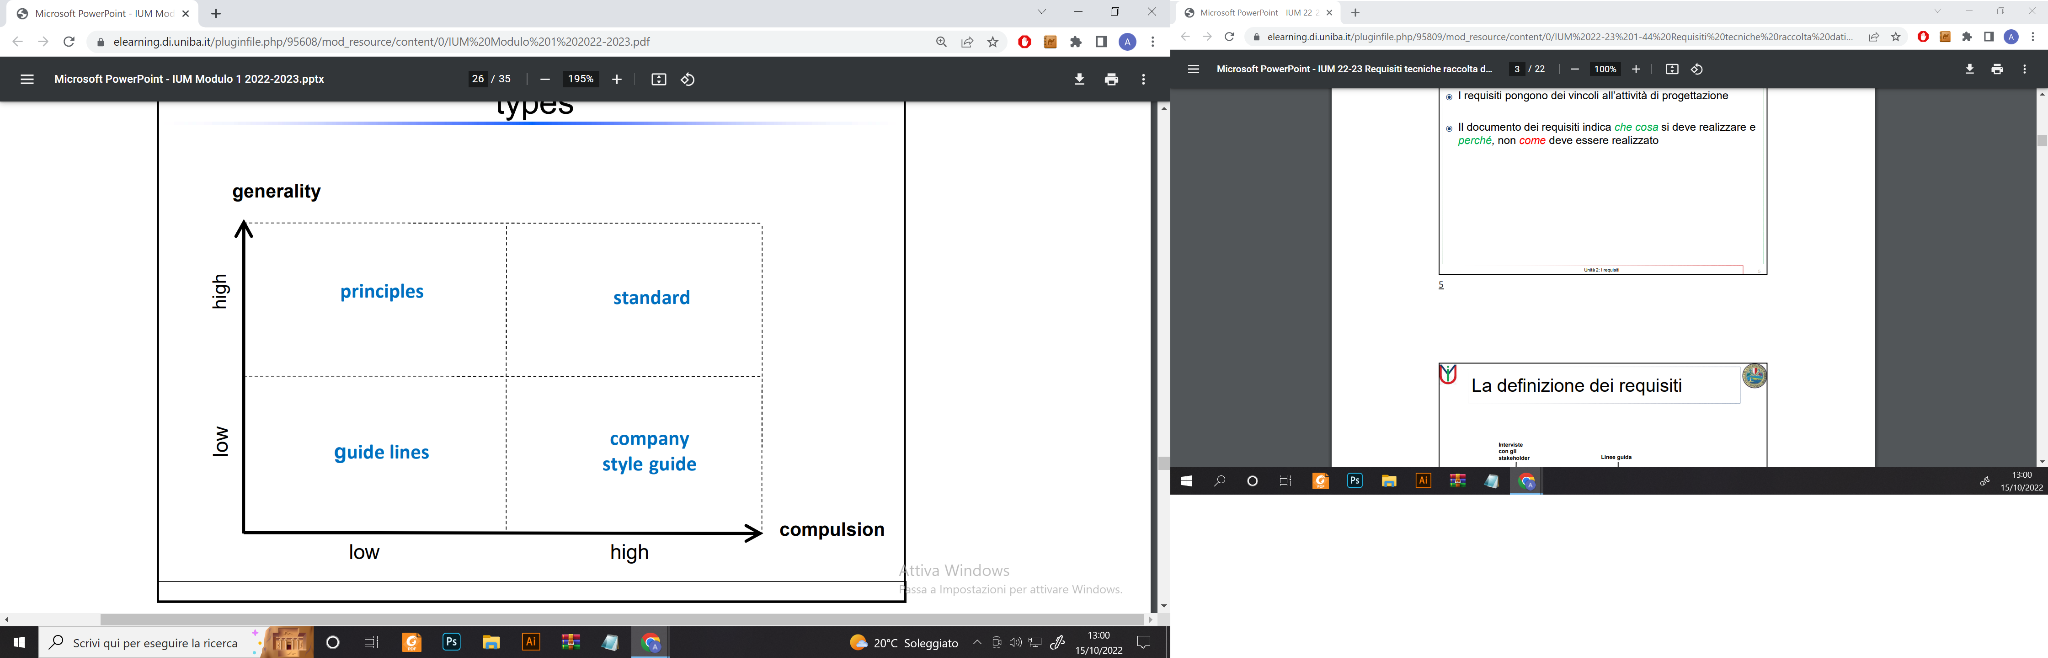 Microsoft PowerPoint - IUM Mod
elearning.di.uniba.it/pluginfile.php/95608/mod_resource/content/0/IUM%20Modulo%201%202022-2023.pdf
Microsoft PowerPoint - IUM Modulo 1 2022-2023.pptx
26 / 35
195%
types
generality
high
principles
standard
low
guide lines
company
style guide
compulsion
low
high
Attiva Windows
Passa a Impostazioni per attivare Windows.
Scrivi qui per eseguire la ricerca
Ps
Ai
20°C Soleggiato
13:00
15/10/2022
Microsoft PowerPoint IUM 22
elearning.di.uniba.it/pluginfile.php/95809/mod_resource/content/0/IUM%2022-23%201-44%20Requisiti%20tecniche%20raccolta%20dati...
Microsoft PowerPoint - IUM 22-23 Requisiti tecniche raccolta d...
3 / 22
100%
I requisiti pongono dei vincoli all'attività di progettazione
Il documento dei requisiti indica che cosa si deve realizzare e
perché, non come deve essere realizzato
Unità 2: I requisiti
5
La definizione dei requisiti
Interviste
con gli
stakeholder
Linee guida
Ps
Ai
13:00
15/10/2022